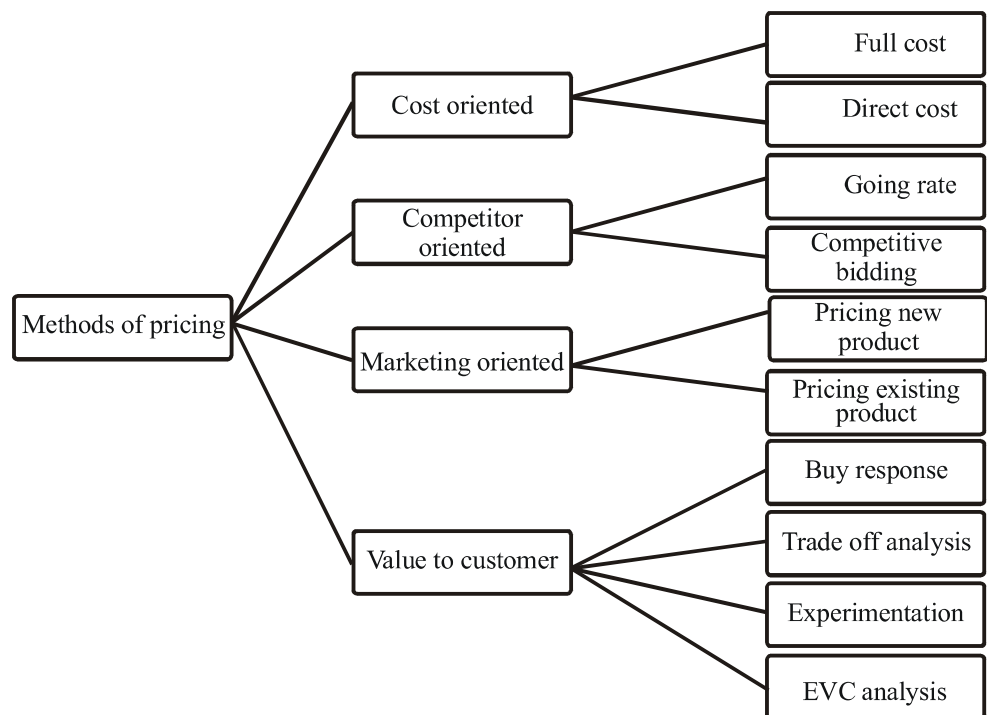 Full cost
Cost oriented
Direct cost
Going rate
Competitor
oriented
Competitive
bidding
Methods of pricing
Pricing new
product
Marketing oriented
Pricing existing
product
Buy response
Value to customer
Trade off analysis
Experimentation
EVC analysis